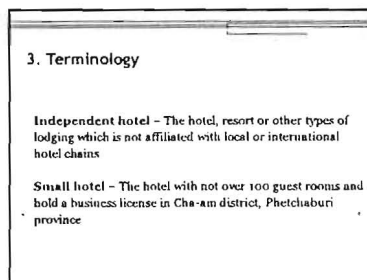 3. Terminology
Independent hotel – The hotel, resort or other types of
lodging which is not affiliated with local or international
hotel chains
Small hotel – The hotel with not over 100 guest rooms and
hold a business license in Cha-am district, Phetchaburi
province